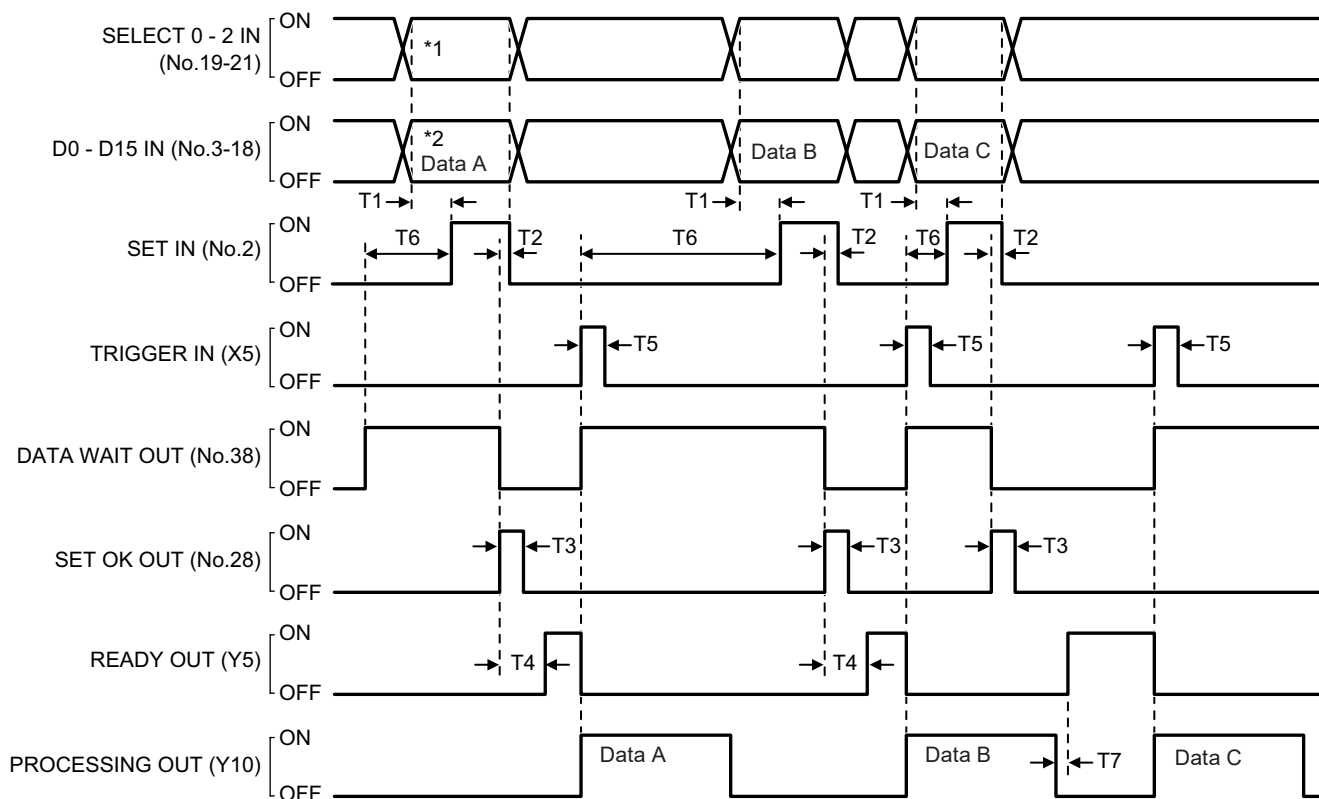 SELECT 0 - 2 IN
(No.19-21)
ON
OFF
*1
D0 - D15 IN (No.3-18)
ON
OFF
*2
Data A
Data B
Data C
T1
T1
T1
SET IN (No.2)
ON
OFF
T6
T2
T6
T2
T6
T2
TRIGGER IN (X5)
ON
OFF
T5
T5
T5
DATA WAIT OUT (No.38)
ON
OFF
SET OK OUT (No.28)
ON
OFF
T3
T3
T3
READY OUT (Y5)
ON
OFF
T4
T4
PROCESSING OUT (Y10)
ON
OFF
Data A
Data B
T7
Data C